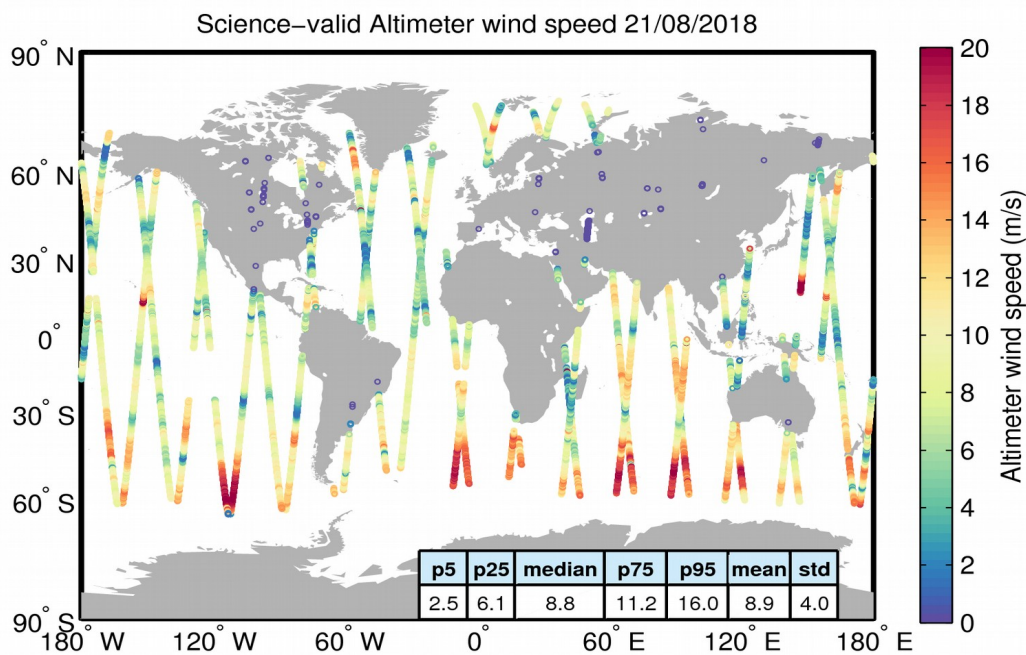 Science−valid Altimeter wind speed 21/08/2018
90° N
60° N
30° N
0°
30° S
60° S
90° S
180° W
120° W
60° W
0°
60° E
120° E
180° E
p5 p25 median p75 p95 mean std
2.5 6.1 8.8 11.2 16.0 8.9 4.0
20
18
16
14
12
10
8
6
4
2
0
Altimeter wind speed (m/s)